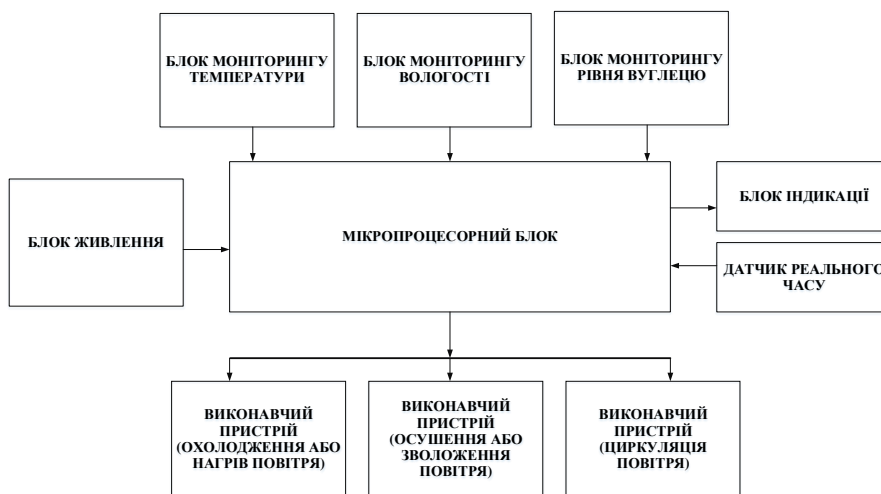 БЛОК МОНІТОРИНГУ
ТЕМПЕРАТУРИ
БЛОК МОНІТОРИНГУ
ВОЛОГОСТІ
БЛОК МОНІТОРИНГУ
РІВНЯ ВУГЛЕЦЮ
БЛОК ЖИВЛЕННЯ
МІКРОПРОЦЕСОРНИЙ БЛОК
БЛОК ІНДИКАЦІЇ
ДАТЧИК РЕАЛЬНОГО
ЧАСУ
ВИКОНАВЧИЙ
ПРИСТРІЙ
(ОХОЛОДЖЕННЯ АБО
НАГРІВ ПОВІТРЯ)
ВИКОНАВЧИЙ
ПРИСТРІЙ
(ОСУШЕННЯ АБО
ЗВОЛОЖЕННЯ
ПОВІТРЯ)
ВИКОНАВЧИЙ
ПРИСТРІЙ
(ЦИРКУЛЯЦІЯ
ПОВІТРЯ)